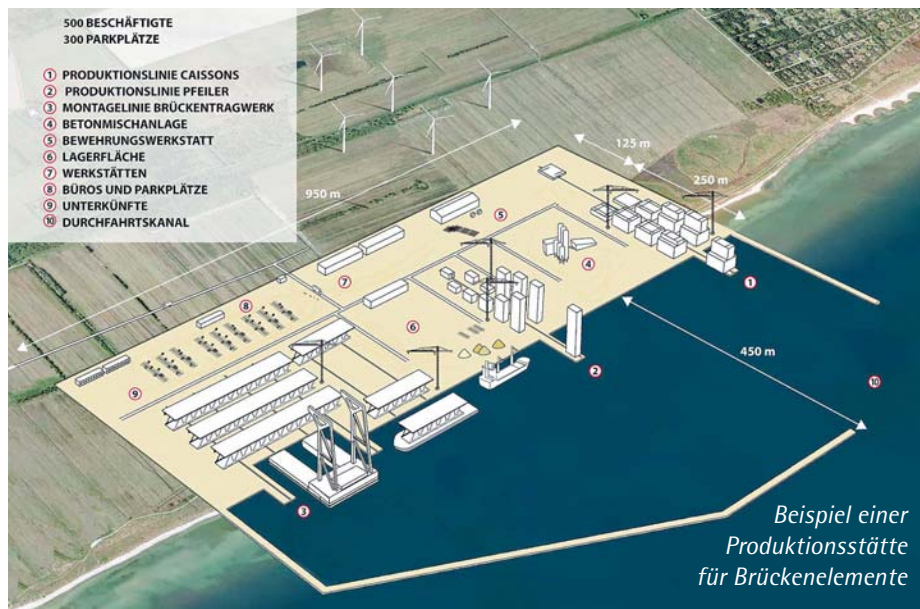 500 BESCHÄFTIGTE
300 PARKPLÄTZE
① PRODUKTIONSLINIE CAISSONS
② PRODUKTIONSLINIE PFEILER
③ MONTAGELINIE BRÜCKENTRAGWERK
④ BETONMISCHANLAGE
⑤ BEWEHRUNGSWERKSTATT
⑥ LAGERFLÄCHE
⑦ WERKSTÄTTEN
⑧ BÜROS UND PARKPLÄTZE
⑨ UNTERKÜNFTE
⑩ DURCHFAHRTSKANAL
125 m
250 m
950 m
⑤
④
①
⑦
⑧
⑥
450 m
②
⑩
⑨
③
Beispiel einer
Produktionsstätte
für Brückenelemente